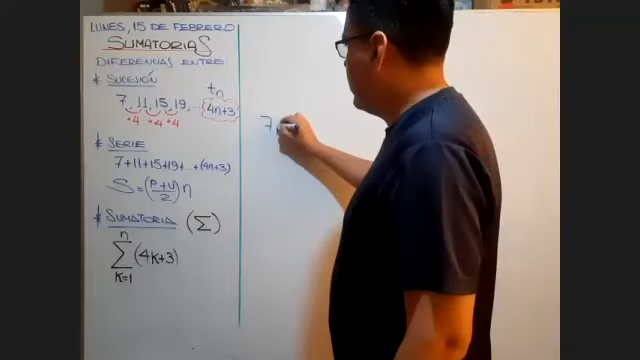 LUNES, 15 DE FEBRERO
SUMATORIAS
DIFERENCIAS ENTRE
* SUCESIÓN
tn
7, 11, 15, 19, ... 4n+3
+4 +4 +4
* SERIE
7+11+15+19+...+(4n+3)
S=(P+U/2)n
* SUMATORIA (Σ)
n
Σ(4K+3)
K=1
7